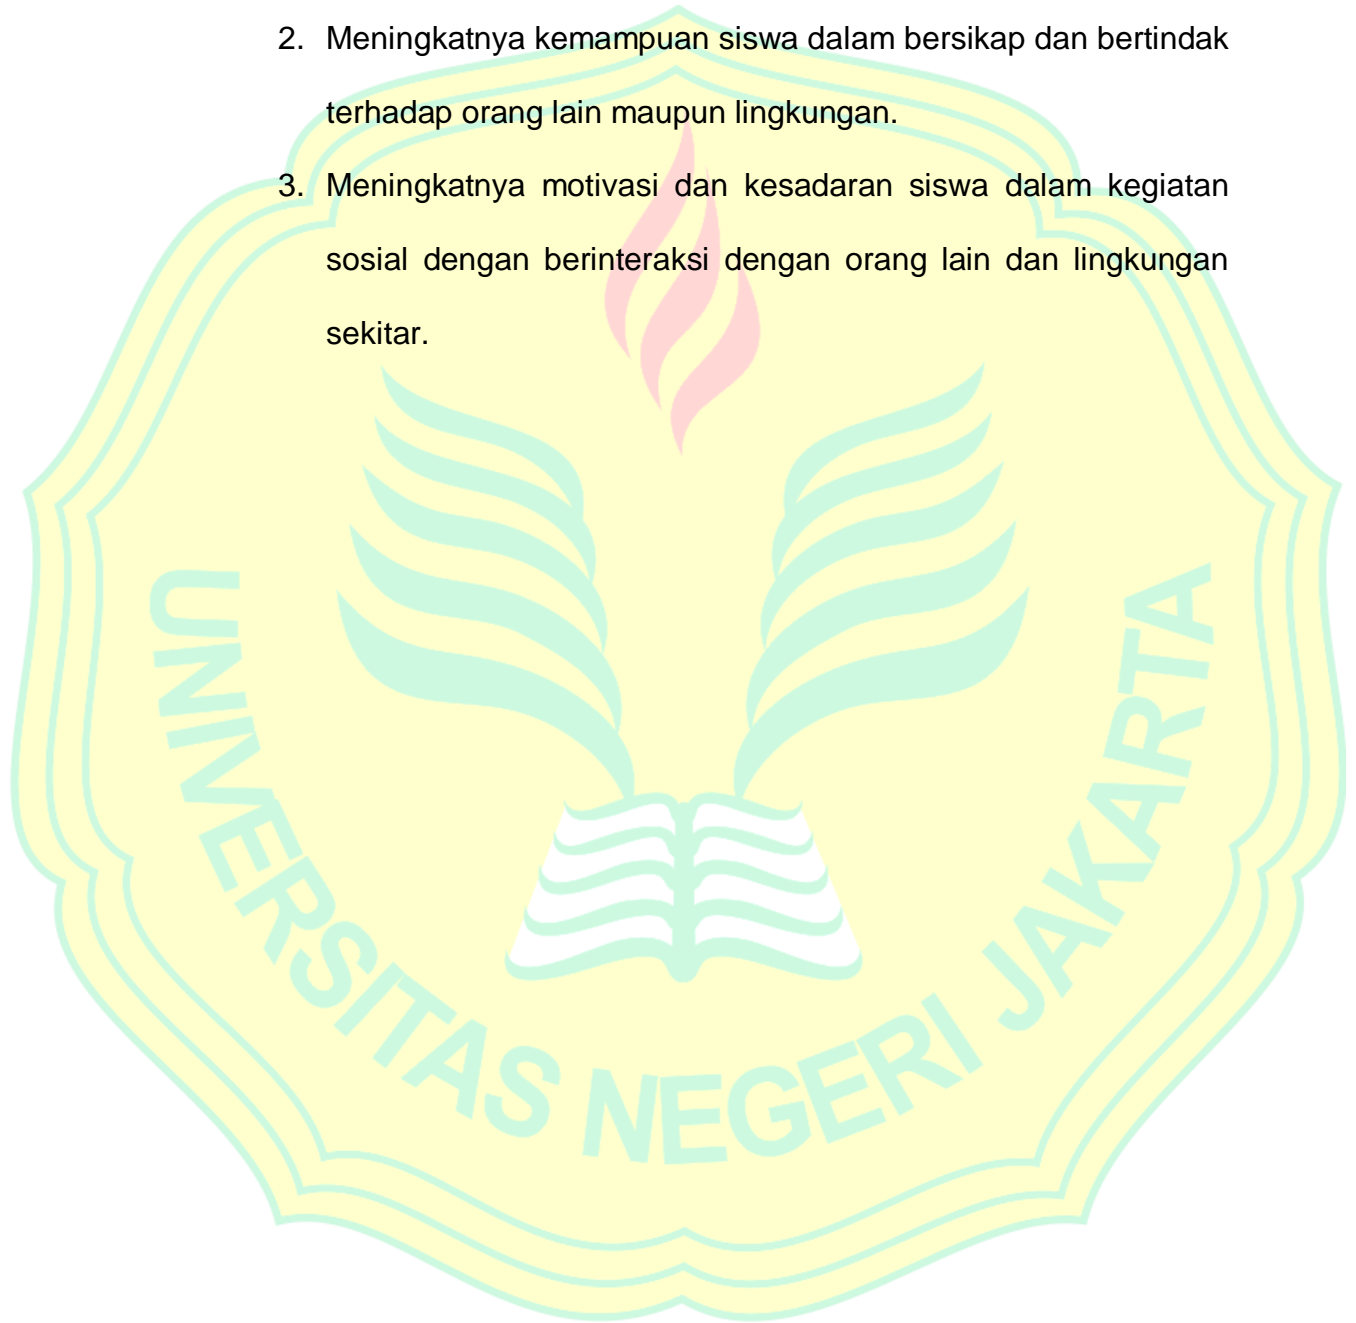 2. Meningkatnya kemampuan siswa dalam bersikap dan bertindak
terhadap orang lain maupun lingkungan.
3. Meningkatnya motivasi dan kesadaran siswa dalam kegiatan
sosial dengan berinteraksi dengan orang lain dan lingkungan
sekitar.
UNIVERSITAS NEGERI JAKARTA